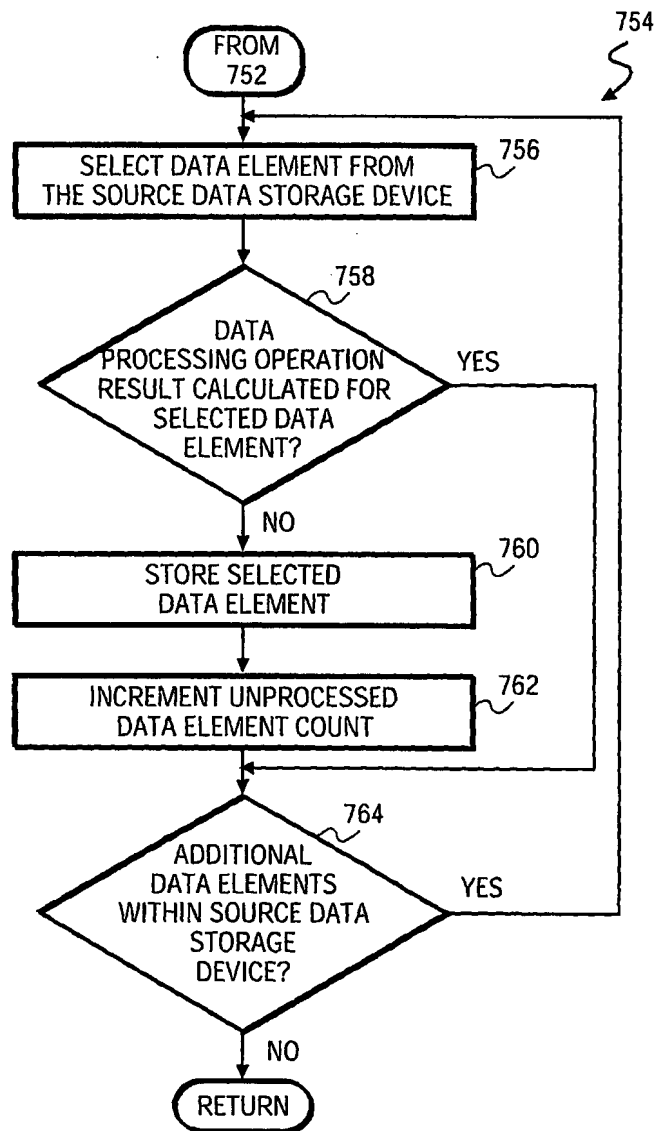 754
FROM
752
SELECT DATA ELEMENT FROM
THE SOURCE DATA STORAGE DEVICE
756
758
DATA
PROCESSING OPERATION
RESULT CALCULATED FOR
SELECTED DATA
ELEMENT?
YES
NO
760
STORE SELECTED
DATA ELEMENT
762
INCREMENT UNPROCESSED
DATA ELEMENT COUNT
764
ADDITIONAL
DATA ELEMENTS
WITHIN SOURCE DATA
STORAGE
DEVICE?
YES
NO
RETURN